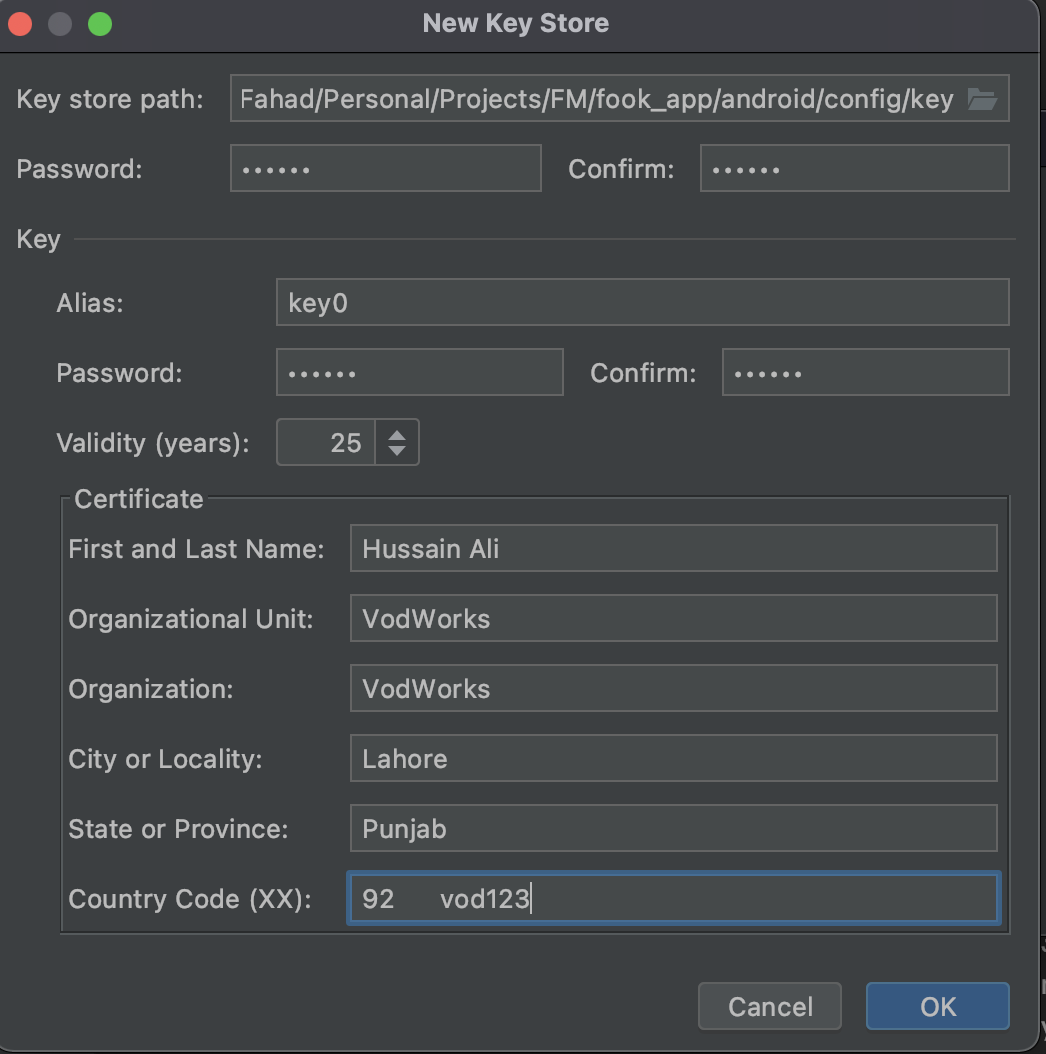 New Key Store
Key store path: Fahad/Personal/Projects/FM/fook_app/android/config/key
Password: •••••• Confirm: ••••••
Key
Alias: key0
Password: •••••• Confirm: ••••••
Validity (years): 25
Certificate
First and Last Name: Hussain Ali
Organizational Unit: VodWorks
Organization: VodWorks
City or Locality: Lahore
State or Province: Punjab
Country Code (XX): 92 vod123
Cancel OK